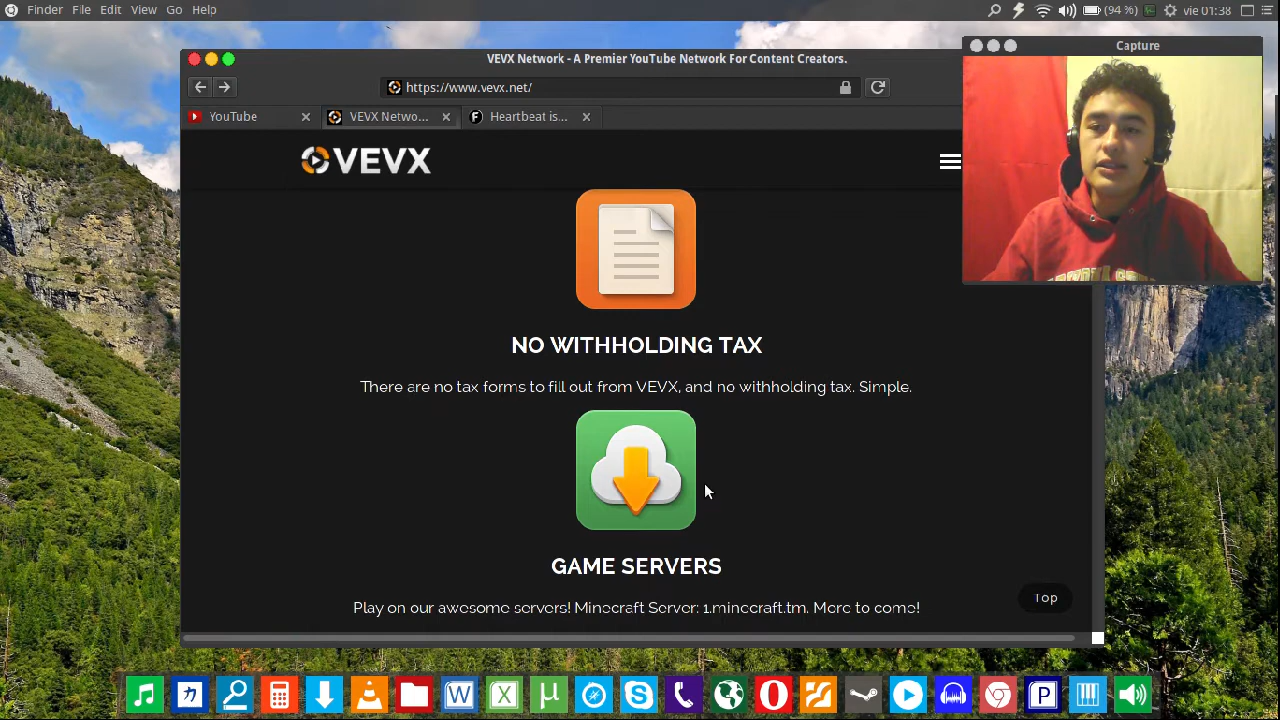 Finder File Edit View Go Help
(94 %) vie 01:38
Capture
VEVX Network - A Premier YouTube Network For Content Creators.
https://www.vevx.net/
YouTube
VEVX Netwo...
Heartbeat is...
VEVX
NO WITHHOLDING TAX
There are no tax forms to fill out from VEVX, and no withholding tax. Simple.
GAME SERVERS
Play on our awesome servers! Minecraft Server: 1.minecraft.tm. More to come!
Top